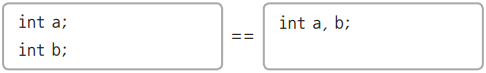 int a;
int b;
==
int a, b;